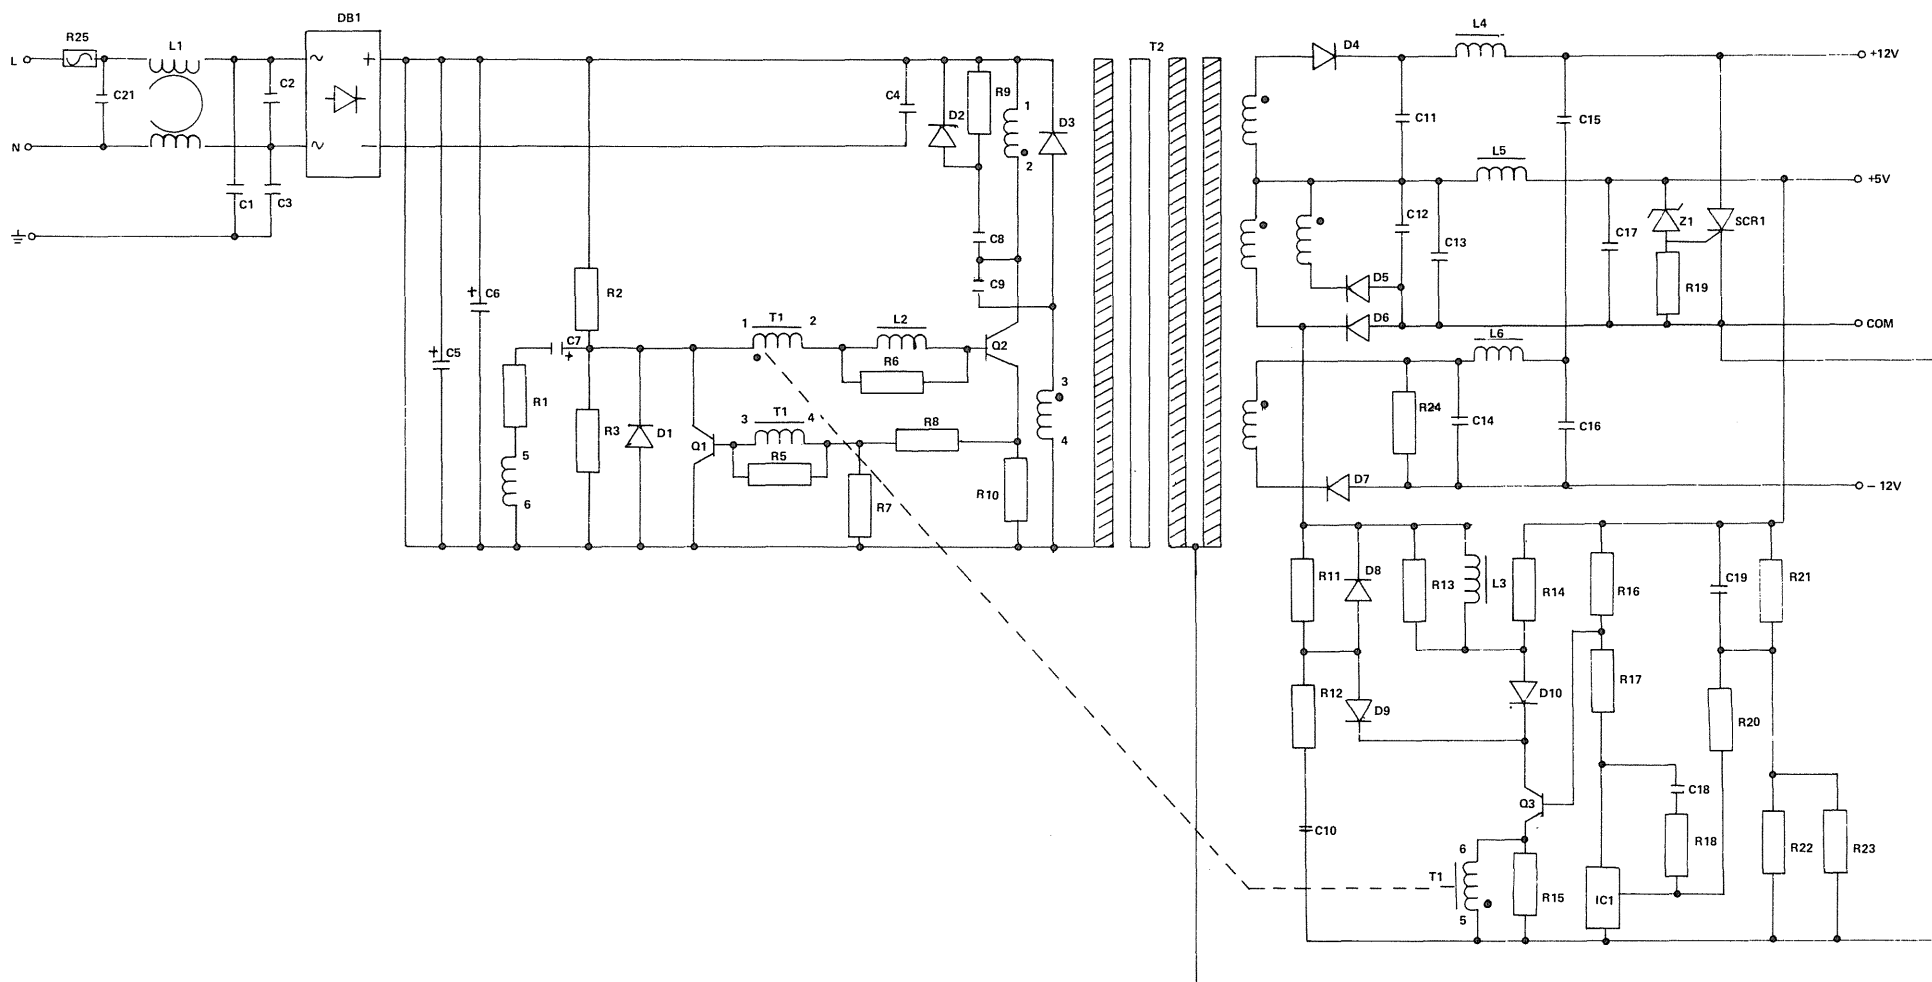 DB1
R25
L1
L
~
+
C21
C2
N
~
C1
C3
T2
C4
D2
R9
1
2
D3
C8
C9
R2
+
C6
+
C5
C7
+
R1
R3
D1
5
6
1
T1
2
L2
R6
Q2
3
T1
4
Q1
R5
R8
R7
R10
3
4
D4
L4
+12V
C11
C15
L5
+5V
C12
C13
C17
Z1
SCR1
R19
D5
D6
COM
L6
R24
C14
C16
D7
– 12V
R11
D8
R13
L3
R14
R16
C19
R21
R12
D9
D10
R17
R20
C10
Q3
C18
R18
R22
R23
6
T1
5
R15
IC1